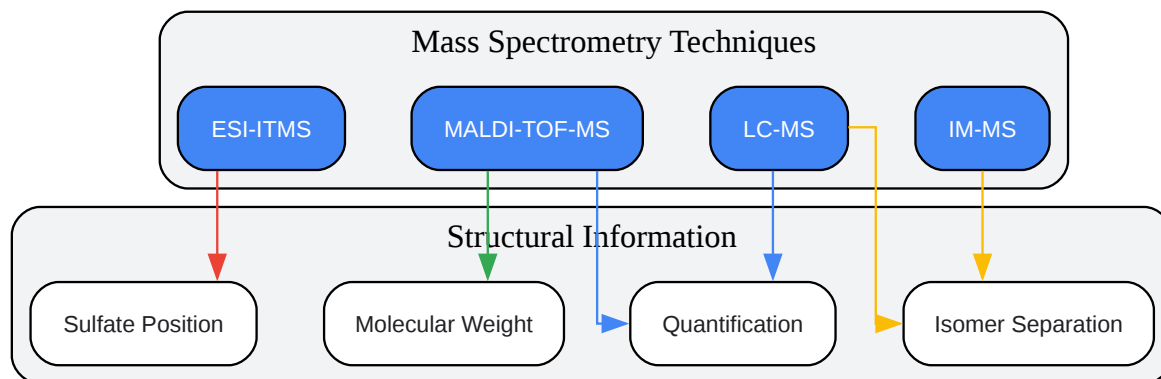 Mass Spectrometry Techniques
ESI-ITMS
MALDI-TOF-MS
LC-MS
IM-MS
Structural Information
Sulfate Position
Molecular Weight
Quantification
Isomer Separation